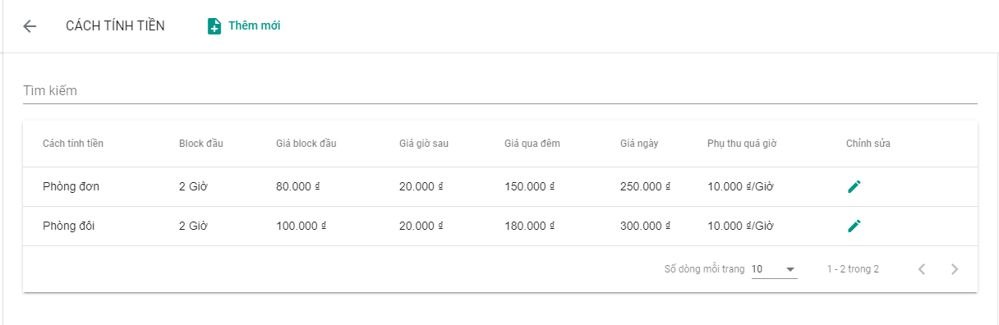 CÁCH TÍNH TIỀN Thêm mới
Tìm kiếm
Cách tính tiền Block đầu Giá block đầu Giá giờ sau Giá qua đêm Giá ngày Phụ thu quá giờ Chỉnh sửa
Phòng đơn 2 Giờ 80.000 ₫ 20.000 ₫ 150.000 ₫ 250.000 ₫ 10.000 ₫/Giờ
Phòng đôi 2 Giờ 100.000 ₫ 20.000 ₫ 180.000 ₫ 300.000 ₫ 10.000 ₫/Giờ
Số dòng mỗi trang 10 1 - 2 trong 2